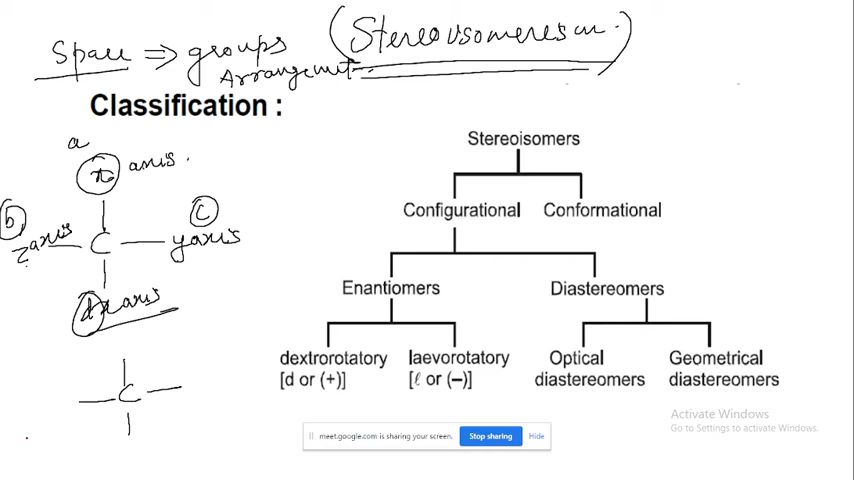 Space ⇒ groups (Stereoisomeresm.)
Arrangement
Classification :
a
x axis.
b
c
z axis C y axis
d x axis
C
Stereoisomers
Configurational Conformational
Enantiomers Diastereomers
dextrorotatory laevorotatory Optical Geometrical
[d or (+)] [ℓ or (–)] diastereomers diastereomers
Activate Windows
Go to Settings to activate Windows.
meet.google.com is sharing your screen. Stop sharing Hide